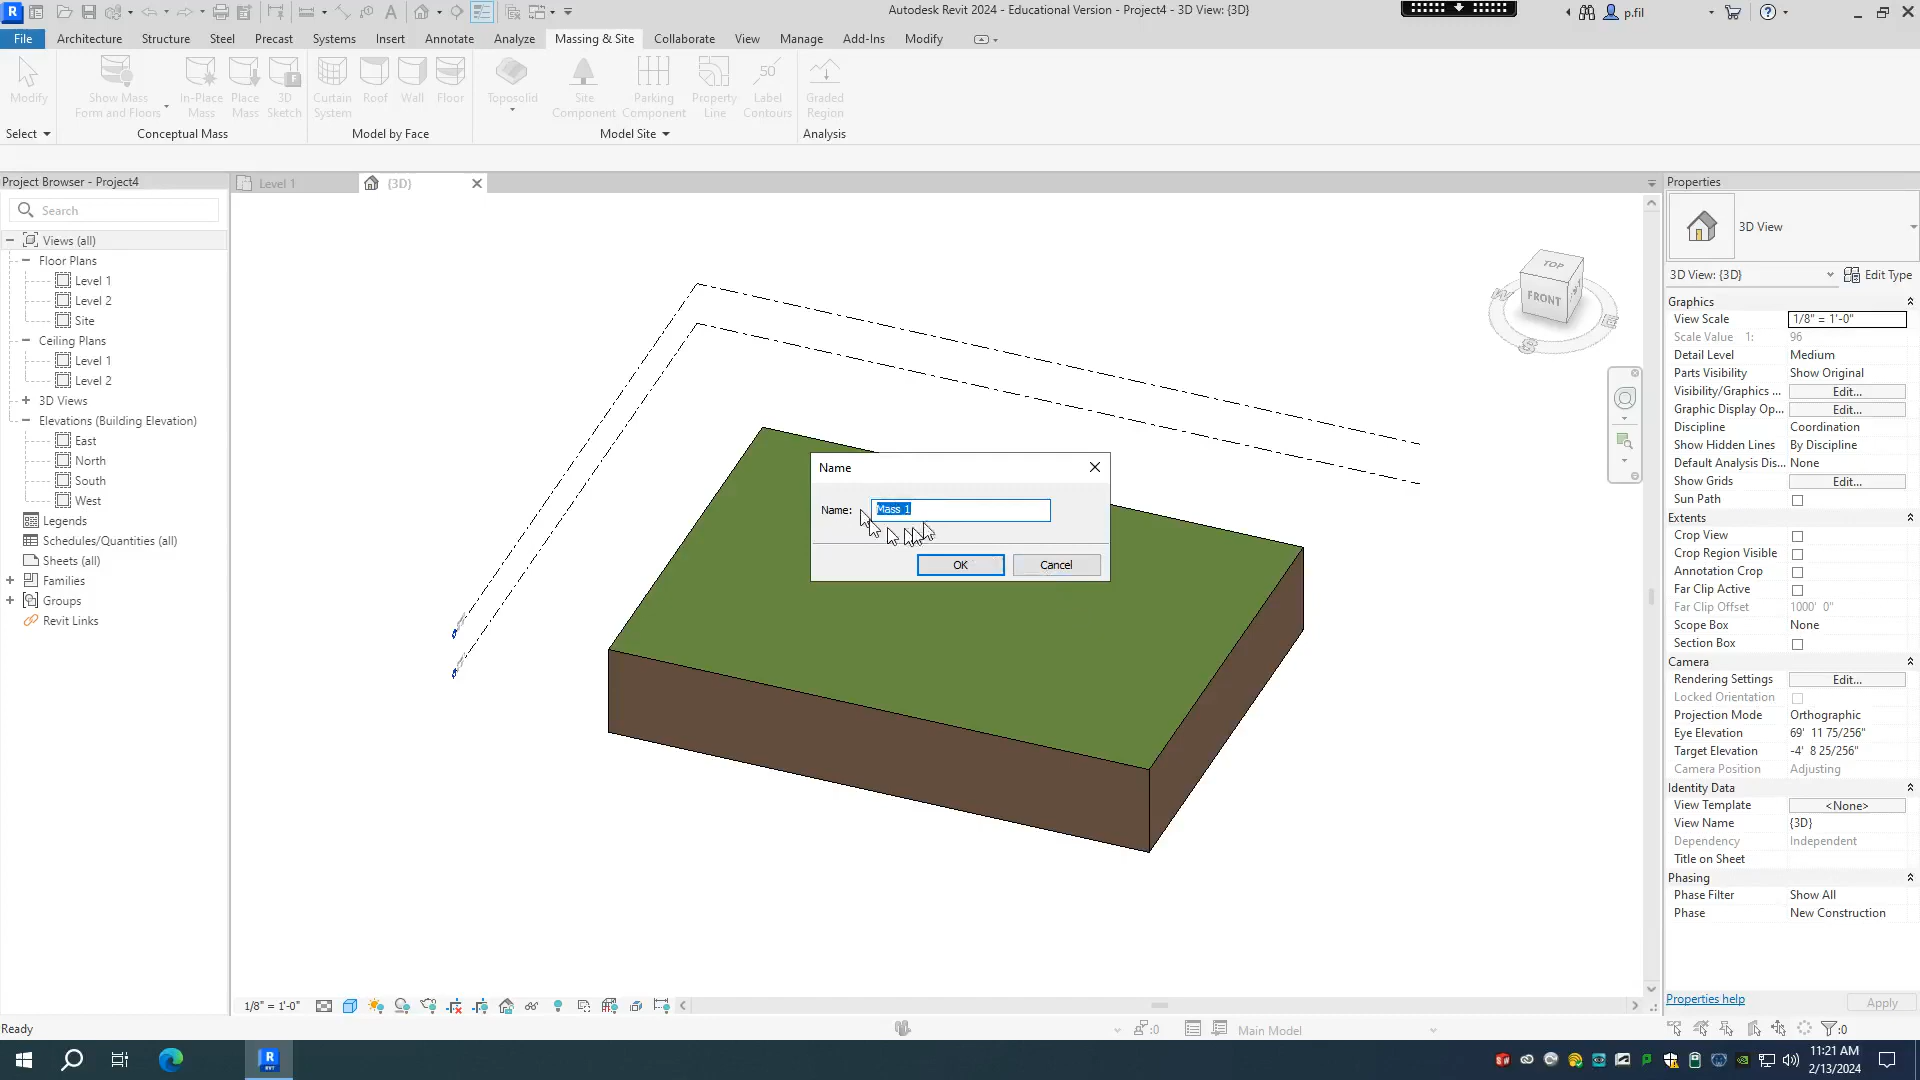 Autodesk Revit 2024 - Educational Version - Project4 - 3D View: {3D}
p.fil
File Architecture Structure Steel Precast Systems Insert Annotate Analyze Massing & Site Collaborate View Manage Add-Ins Modify
Modify
Show Mass
Form and Floors
In-Place
Mass
Place
Mass
3D
Sketch
Curtain
System
Roof
Wall
Floor
Toposolid
Site
Component
Parking
Component
Property
Line
Label
Contours
Graded
Region
Select Conceptual Mass Model by Face Model Site Analysis
Project Browser - Project4
Search
Views (all)
Floor Plans
Level 1
Level 2
Site
Ceiling Plans
Level 1
Level 2
3D Views
Elevations (Building Elevation)
East
North
South
West
Legends
Schedules/Quantities (all)
Sheets (all)
Families
Groups
Revit Links
Level 1
{3D}
TOP
FRONT
W
S
Name
Name: Mass 1
OK Cancel
Properties
3D View
3D View: {3D} Edit Type
Graphics
View Scale 1/8" = 1'-0"
Scale Value 1: 96
Detail Level Medium
Parts Visibility Show Original
Visibility/Graphics ... Edit...
Graphic Display Op... Edit...
Discipline Coordination
Show Hidden Lines By Discipline
Default Analysis Dis... None
Show Grids Edit...
Sun Path
Extents
Crop View
Crop Region Visible
Annotation Crop
Far Clip Active
Far Clip Offset 1000' 0"
Scope Box None
Section Box
Camera
Rendering Settings Edit...
Locked Orientation
Projection Mode Orthographic
Eye Elevation 69' 11 75/256"
Target Elevation -4' 8 25/256"
Camera Position Adjusting
Identity Data
View Template <None>
View Name {3D}
Dependency Independent
Title on Sheet
Phasing
Phase Filter Show All
Phase New Construction
Properties help Apply
1/8" = 1'-0"
Ready
:0
Main Model
:0
11:21 AM
2/13/2024